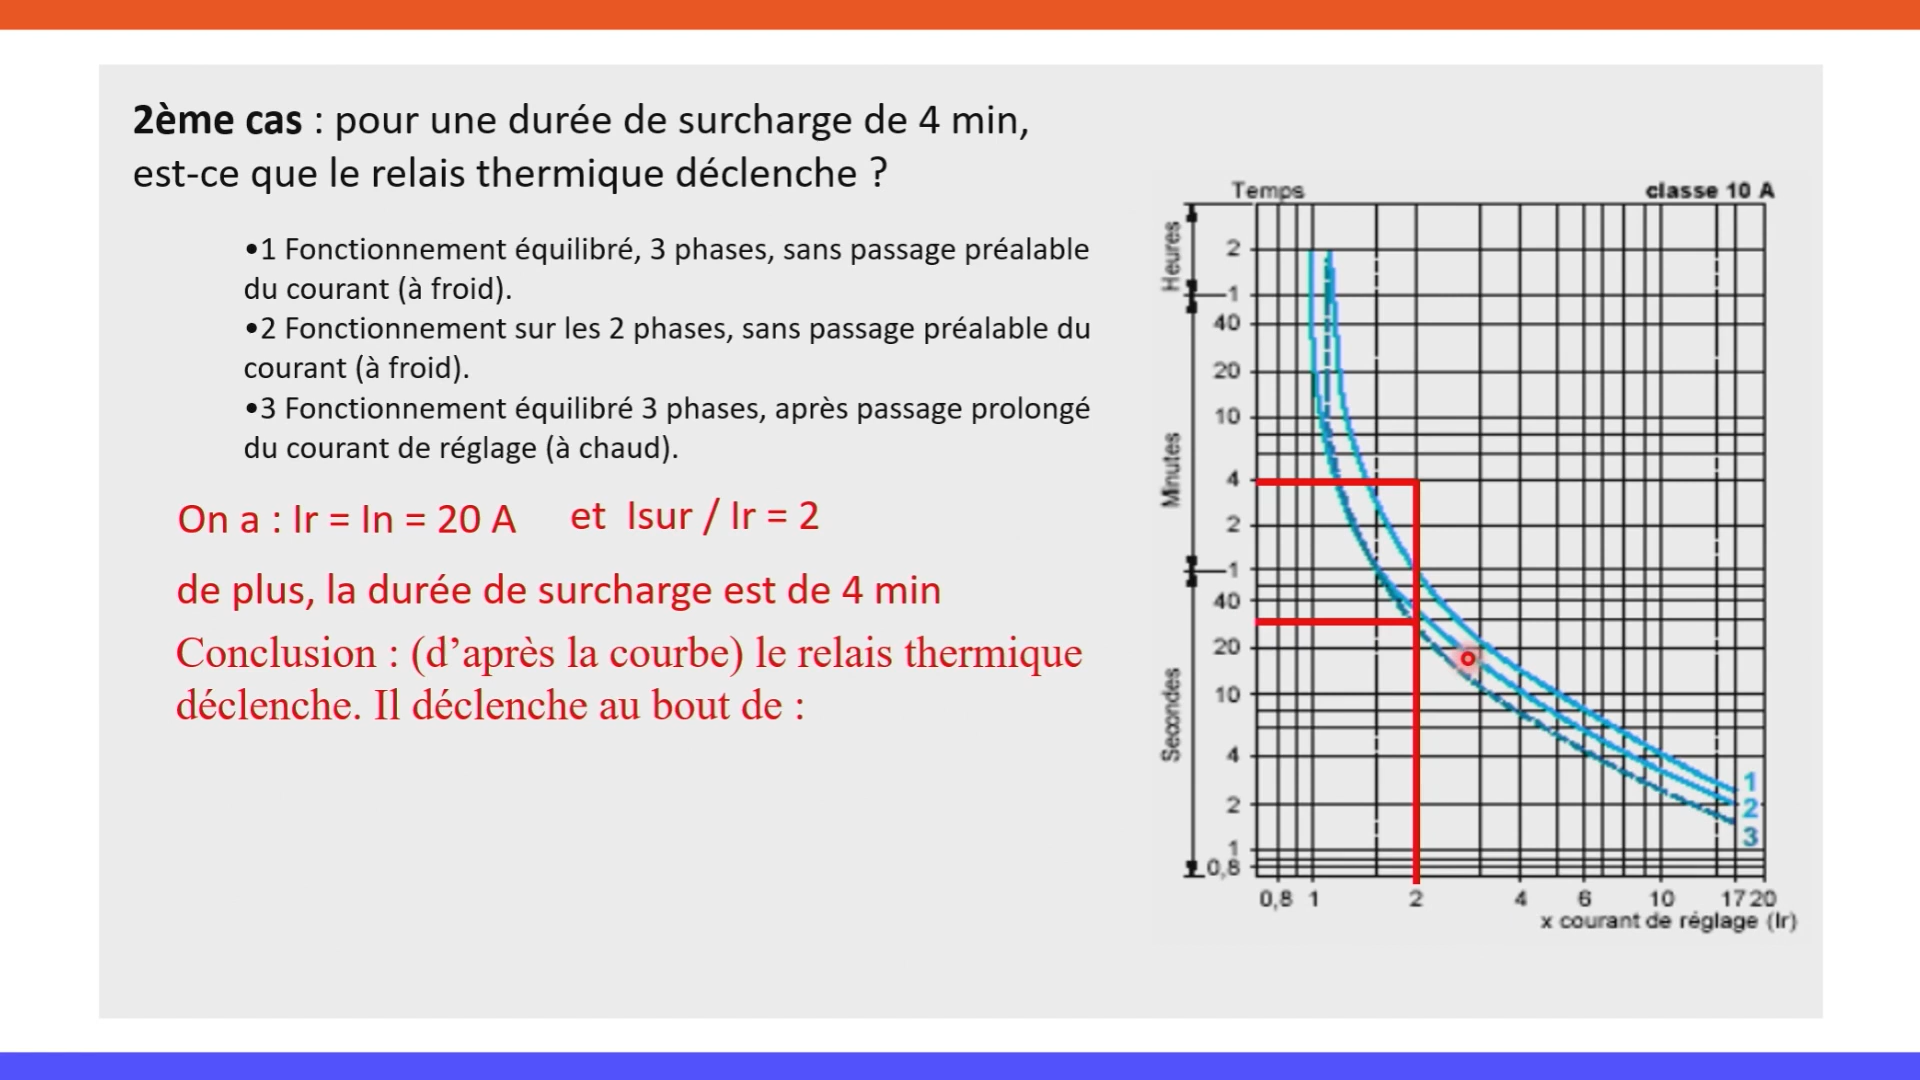 2ème cas : pour une durée de surcharge de 4 min,
est-ce que le relais thermique déclenche ?
•1 Fonctionnement équilibré, 3 phases, sans passage préalable
du courant (à froid).
•2 Fonctionnement sur les 2 phases, sans passage préalable du
courant (à froid).
•3 Fonctionnement équilibré 3 phases, après passage prolongé
du courant de réglage (à chaud).
On a : Ir = In = 20 A et Isur / Ir = 2
de plus, la durée de surcharge est de 4 min
Conclusion : (d’après la courbe) le relais thermique
déclenche. Il déclenche au bout de :
Temps
classe 10 A
Heures
Minutes
Secondes
2
1
40
20
10
4
2
1
40
20
10
4
2
1
0,8
1
2
3
0,8 1 2 4 6 10 17 20
x courant de réglage (Ir)